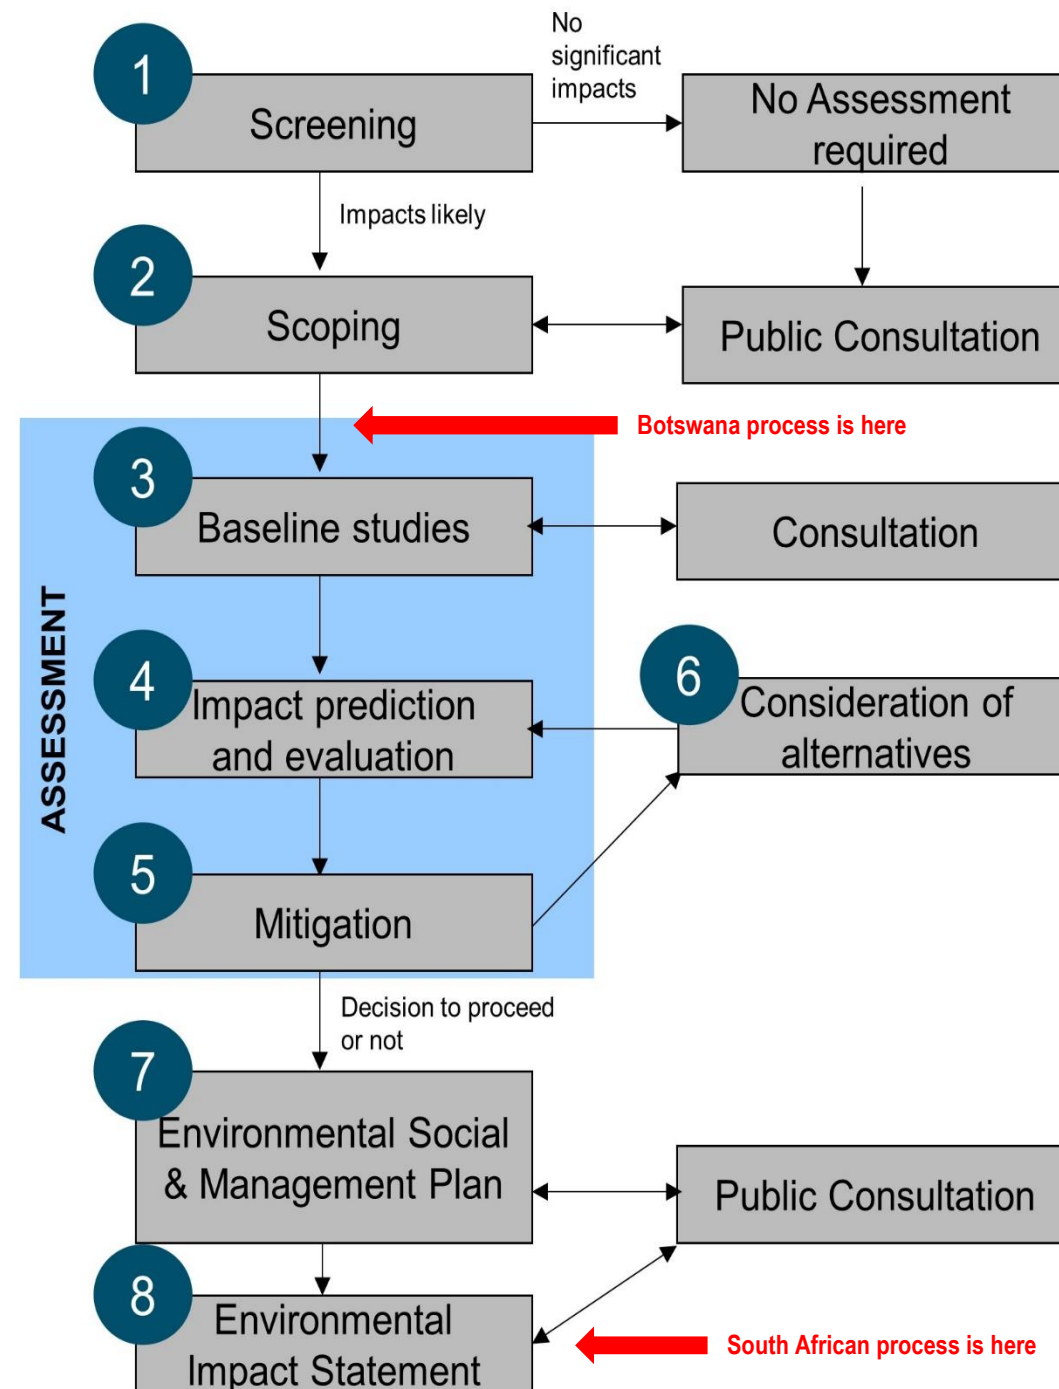 1
Screening
No
significant
impacts
No Assessment
required
Impacts likely
2
Scoping
Public Consultation
Botswana process is here
ASSESSMENT
3
Baseline studies
Consultation
4
Impact prediction
and evaluation
6
Consideration of
alternatives
5
Mitigation
Decision to proceed
or not
7
Environmental Social
& Management Plan
Public Consultation
8
Environmental
Impact Statement
South African process is here